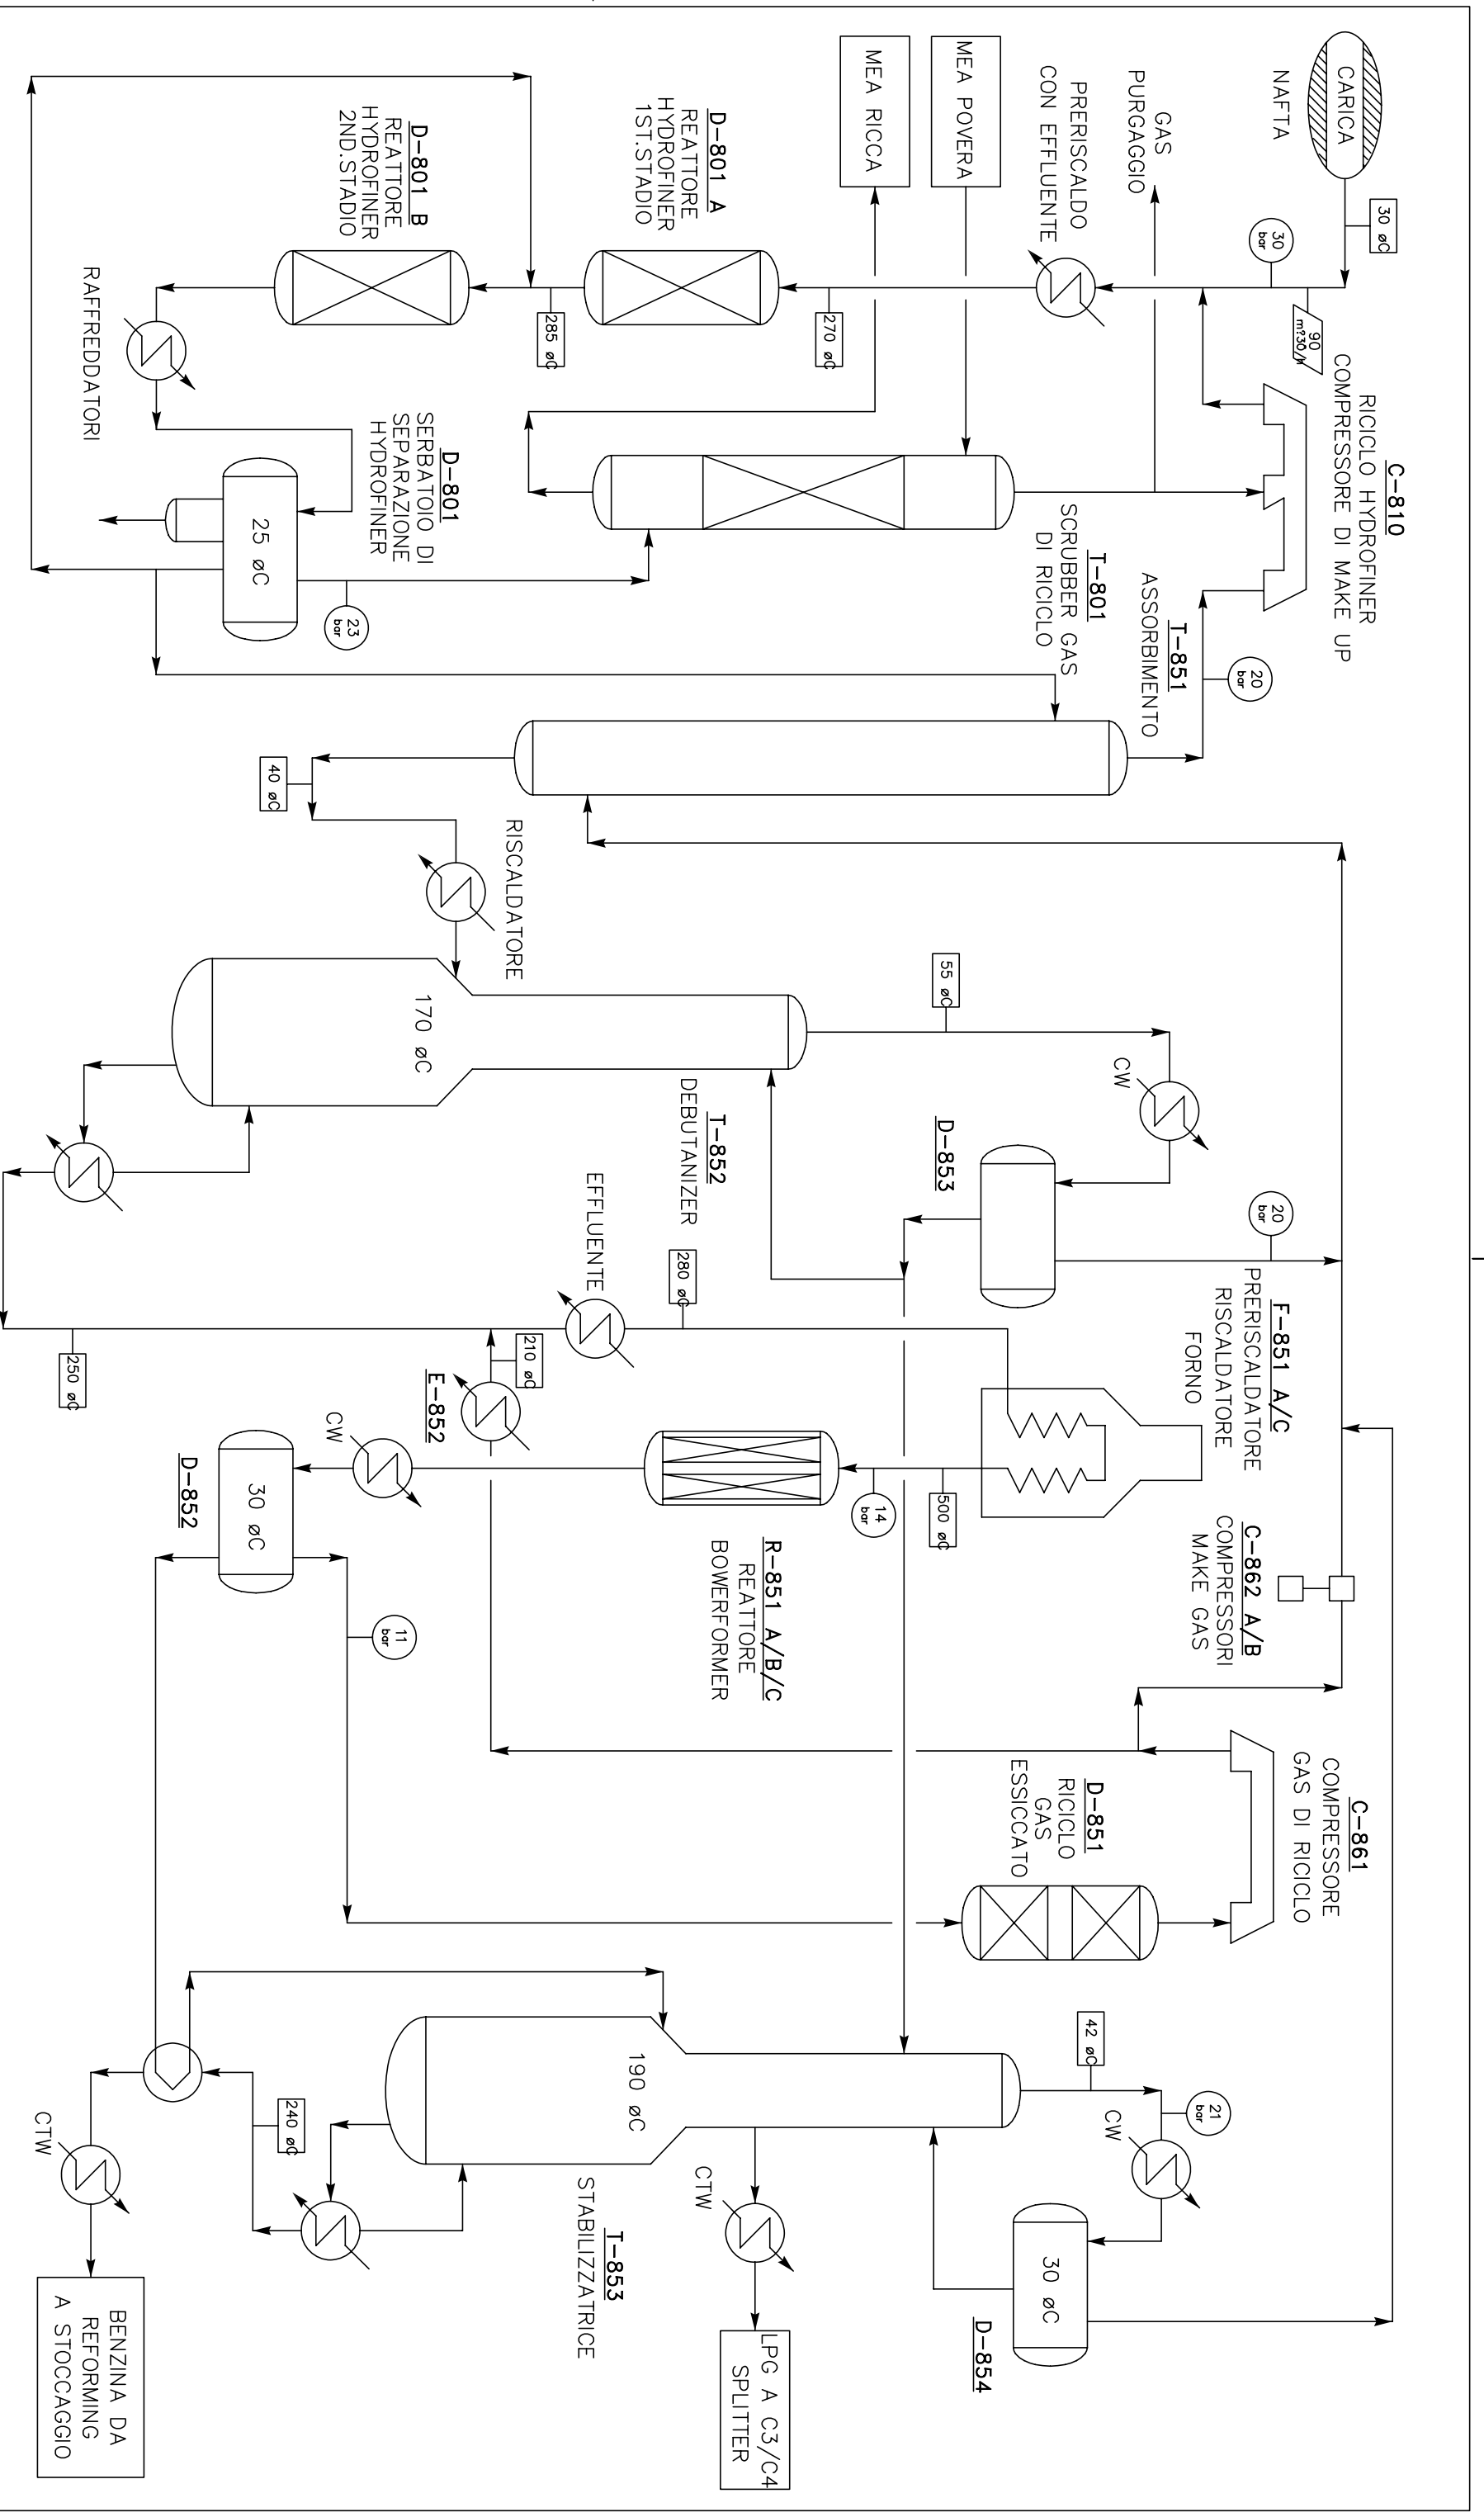 CARICA
NAFTA
30 øC
30
bar
90
m?30/h
GAS
PURGAGGIO
PRERISCALDO
CON EFFLUENTE
MEA POVERA
MEA RICCA
D-801 A
REATTORE
HYDROFINER
1ST.STADIO
270 øC
285 øC
D-801 B
REATTORE
HYDROFINER
2ND.STADIO
RAFFREDDATORI
D-801
SERBATOIO DI
SEPARAZIONE
HYDROFINER
25 øC
23
bar
C-810
RICICLO HYDROFINER
COMPRESSORE DI MAKE UP
T-801
SCRUBBER GAS
DI RICICLO
T-851
ASSORBIMENTO
20
bar
40 øC
RISCALDATORE
170 øC
T-852
DEBUTANIZER
55 øC
CW
D-853
20
bar
EFFLUENTE
280 øC
250 øC
210 øC
E-852
F-851 A/C
PRERISCALDATORE
RISCALDATORE
FORNO
500 øC
14
bar
R-851 A/B/C
REATTORE
BOWERFORMER
CW
D-852
30 øC
11
bar
C-862 A/B
COMPRESSORI
MAKE GAS
C-861
COMPRESSORE
GAS DI RICICLO
D-851
RICICLO
GAS
ESSICCATO
42 øC
21
bar
CW
30 øC
D-854
190 øC
T-853
STABILIZZATRICE
240 øC
CTW
CTW
LPG A C3/C4
SPLITTER
BENZINA DA
REFORMING
A STOCCAGGIO